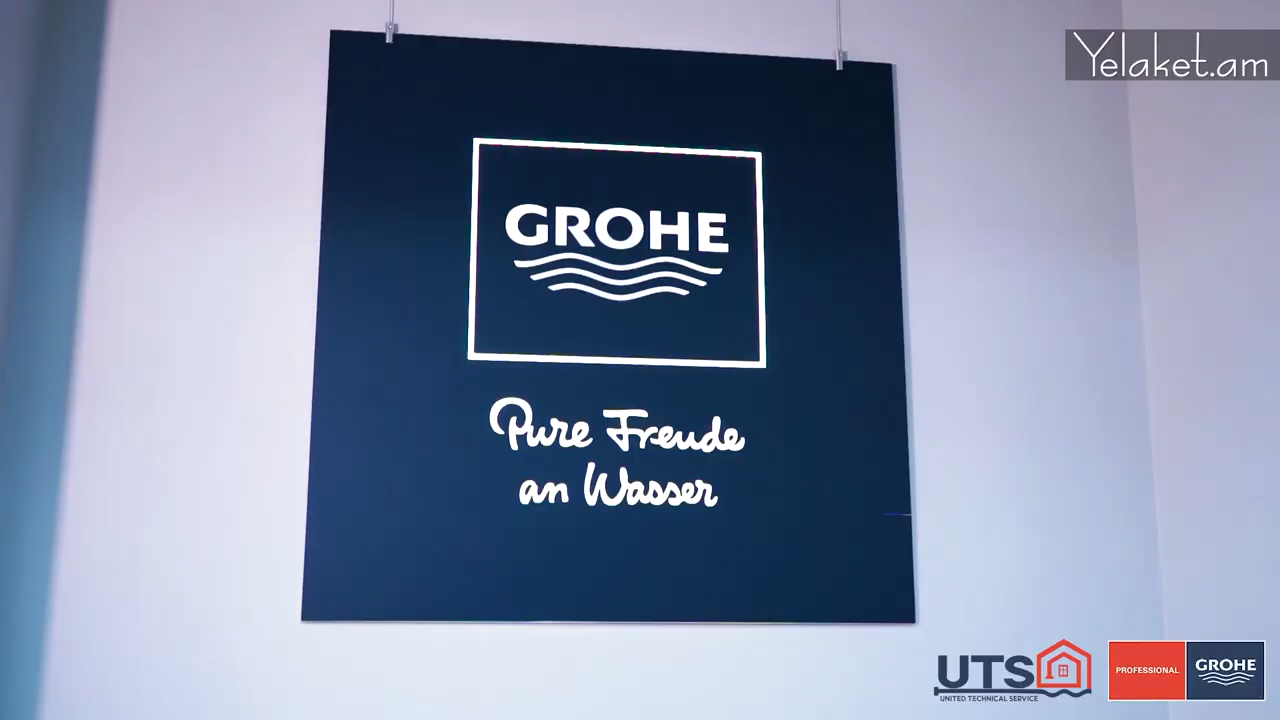 Yelaket.am
GROHE
Pure Freude
an Wasser
UTS
UNITED TECHNICAL SERVICE
PROFESSIONAL
GROHE